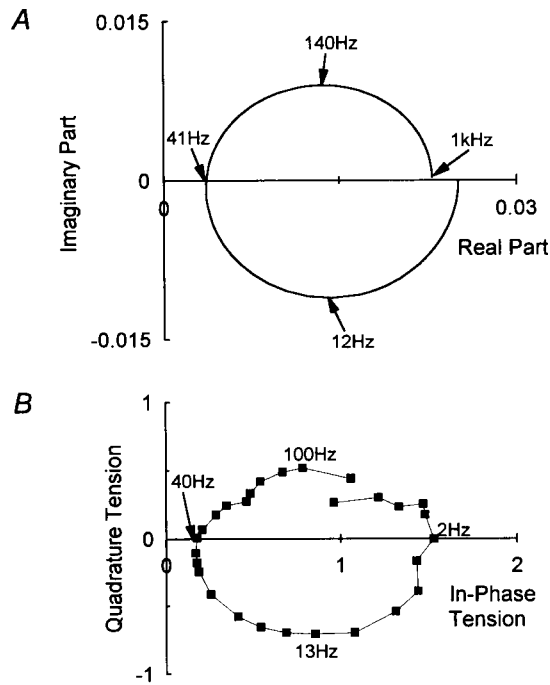 A
0.015
140Hz
41Hz
1kHz
Imaginary Part
0
0
0.03
Real Part
12Hz
-0.015
B
1
100Hz
40Hz
Quadrature Tension
0
2Hz
0
1
2
In-Phase
Tension
13Hz
-1